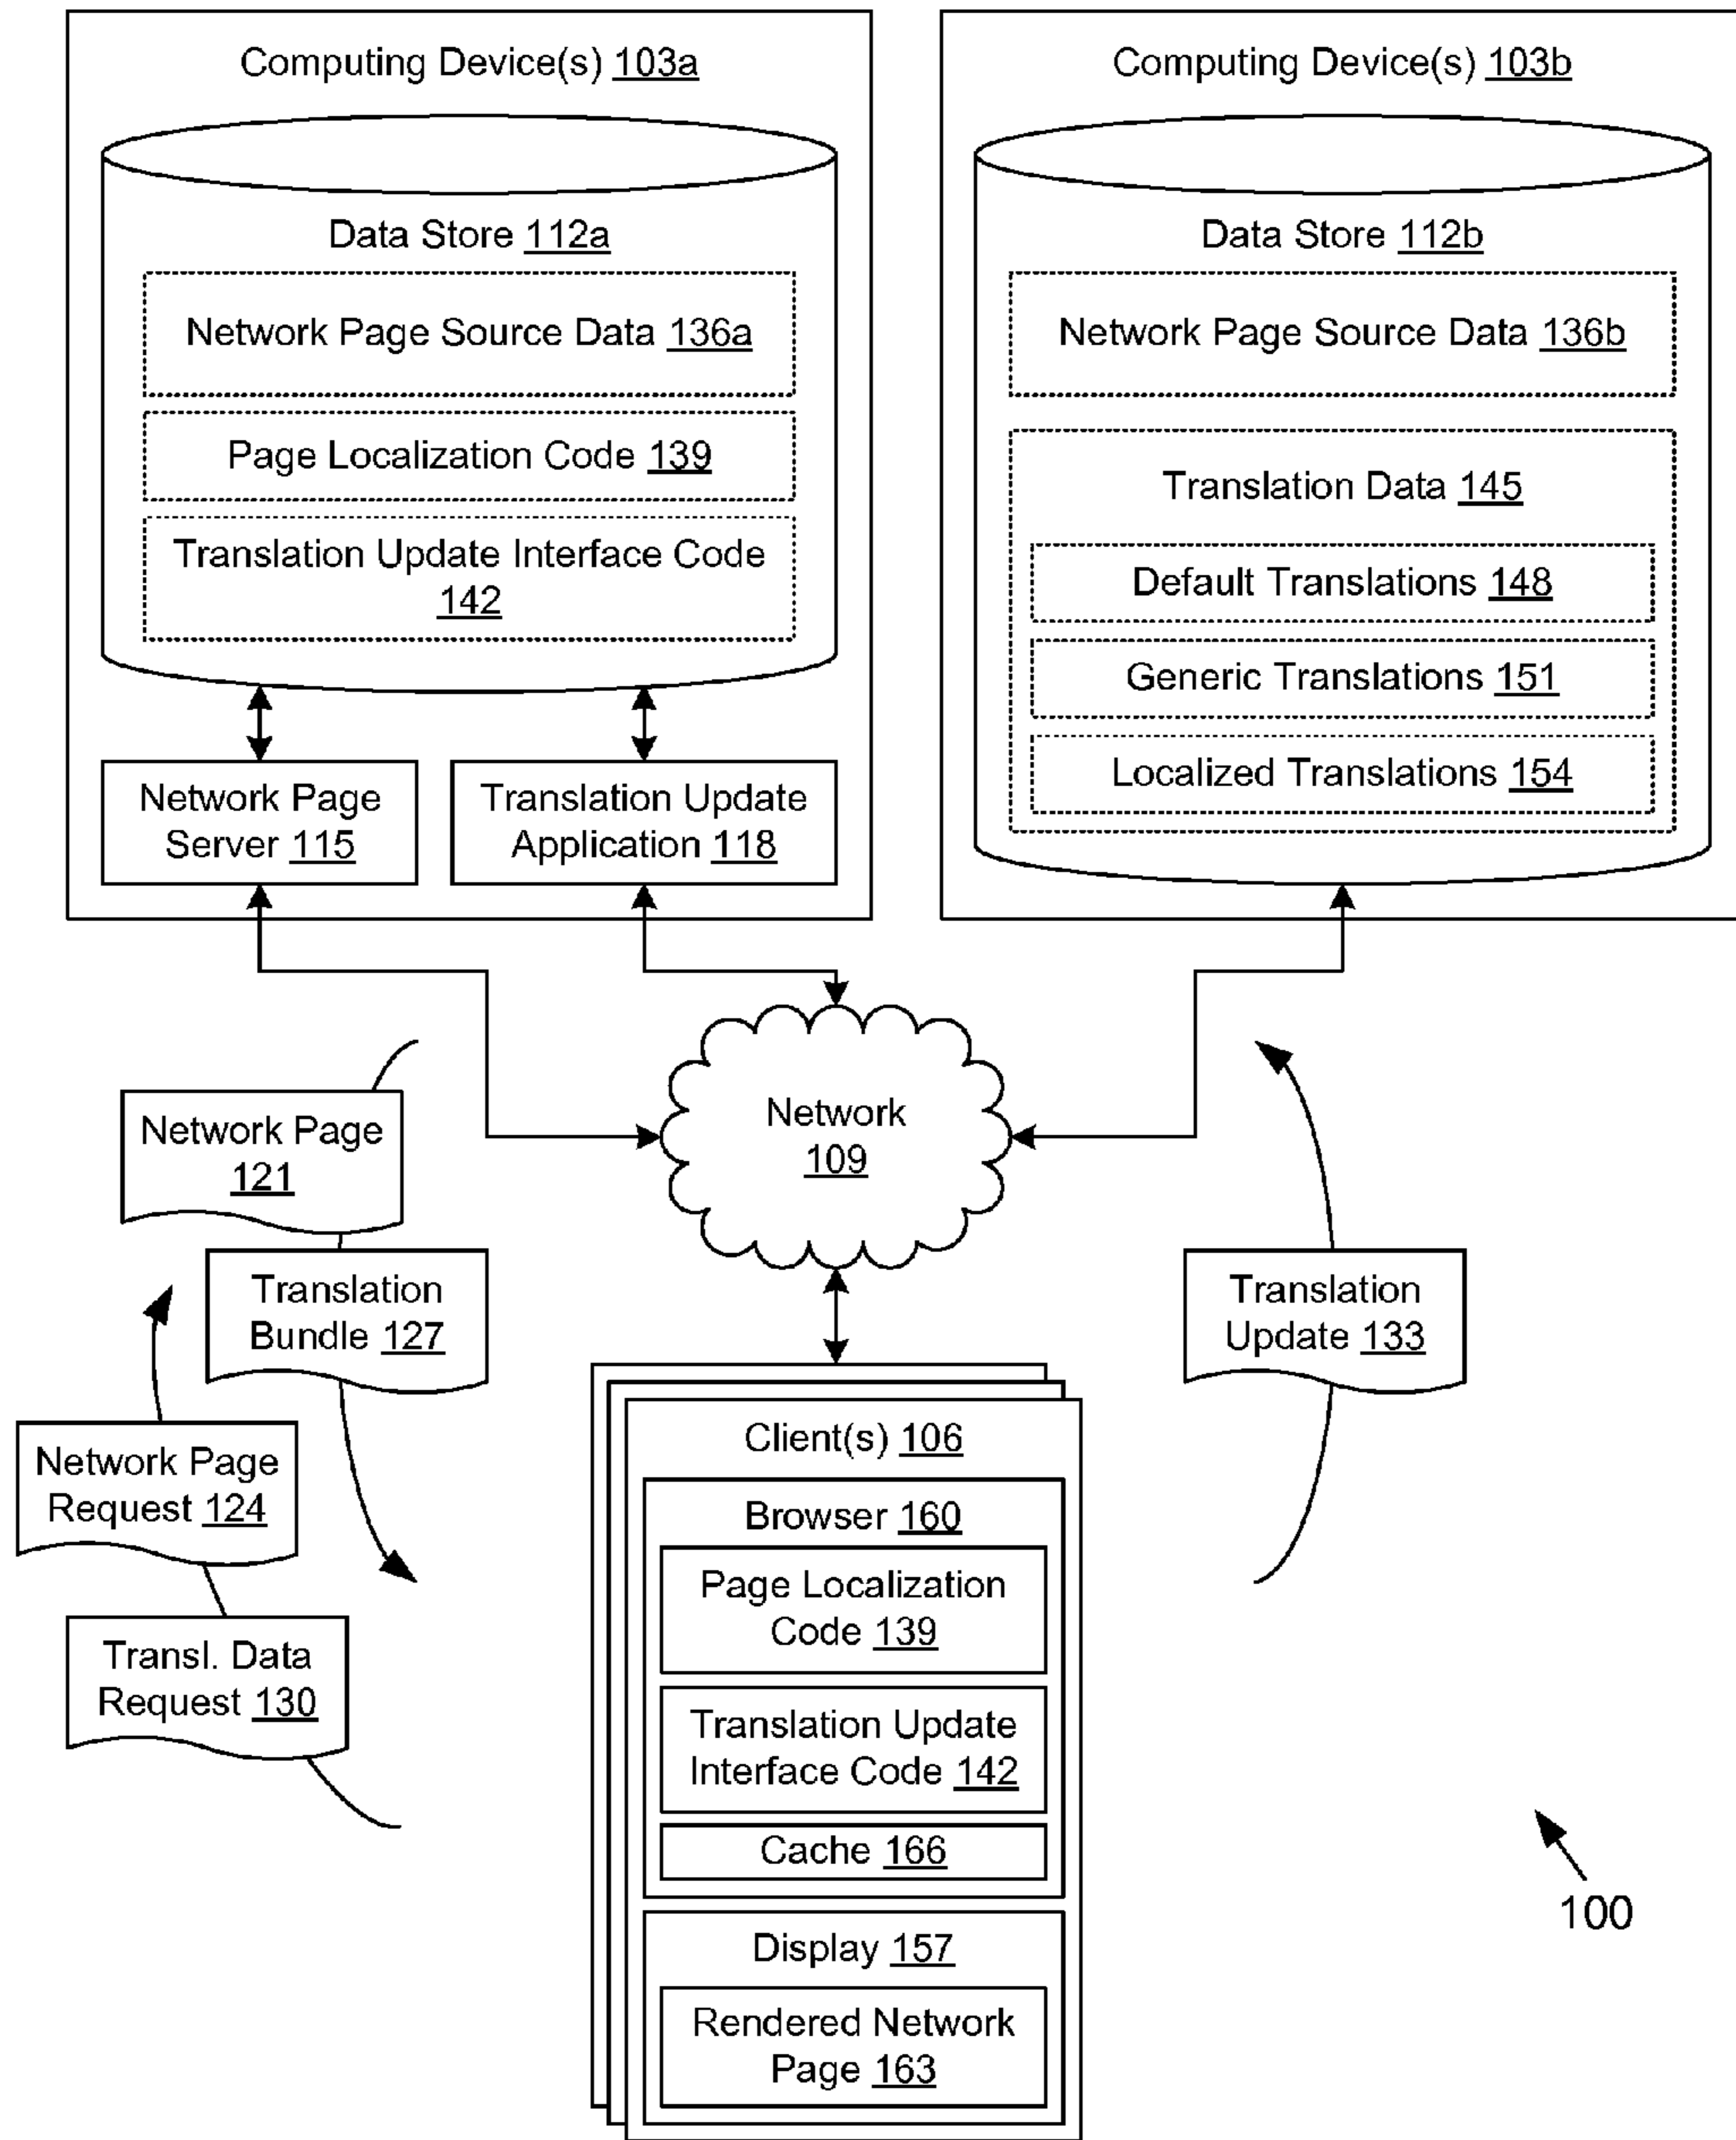 Computing Device(s) 103a
Data Store 112a
Network Page Source Data 136a
Page Localization Code 139
Translation Update Interface Code
142
Network Page
Server 115
Translation Update
Application 118
Computing Device(s) 103b
Data Store 112b
Network Page Source Data 136b
Translation Data 145
Default Translations 148
Generic Translations 151
Localized Translations 154
Network
109
Network Page
121
Translation
Bundle 127
Network Page
Request 124
Transl. Data
Request 130
Translation
Update 133
Client(s) 106
Browser 160
Page Localization
Code 139
Translation Update
Interface Code 142
Cache 166
Display 157
Rendered Network
Page 163
100